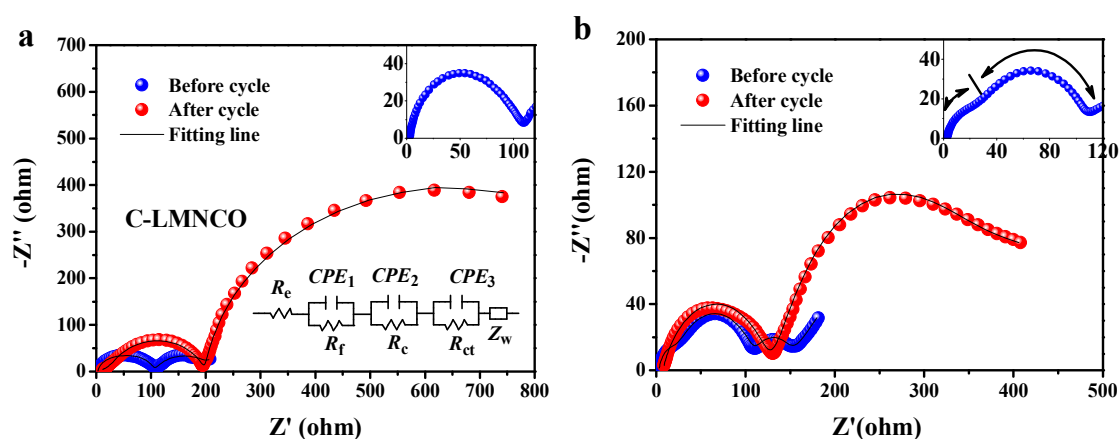 a
-Z'' (ohm)
700
600
500
400
300
200
100
0
Before cycle
After cycle
Fitting line
40
20
0
0 50 100
C-LMNCO
Re CPE1 CPE2 CPE3
Rf Rc Rct Zw
0 100 200 300 400 500 600 700 800
Z' (ohm)
b
-Z'' (ohm)
200
160
120
80
40
0
Before cycle
After cycle
Fitting line
40
20
0
0 40 80 120
0 100 200 300 400 500
Z'(ohm)